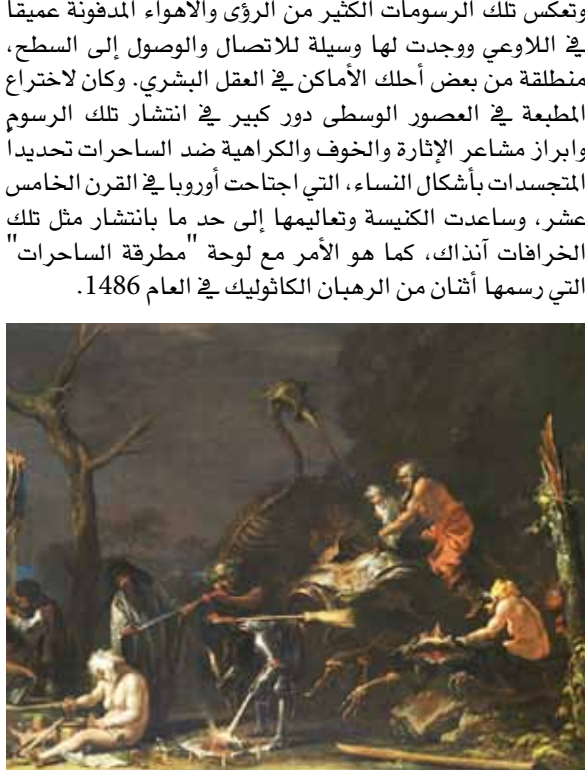 وتعكس تلك الرسومات الكثير من الرؤى والأهواء المدفونة عميقاً
في اللاوعي ووجدت لها وسيلة للاتصال والوصول إلى السطح،
منطلقة من بعض أحلك الأماكن في العقل البشري. وكان لاختراع
المطبعة في العصور الوسطى دور كبير في انتشار تلك الرسوم
وابراز مشاعر الإثارة والخوف والكراهية ضد الساحرات تحديداً
المتجسدات بأشكال النساء، التي اجتاحت أوروبا في القرن الخامس
عشر، وساعدت الكنيسة وتعاليمها إلى حد ما بانتشار مثل تلك
الخرافات آنذاك، كما هو الأمر مع لوحة "مطرقة الساحرات"
التي رسمها أثنان من الرهبان الكاثوليك في العام 1486.